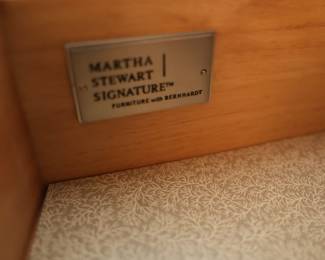 MARTHA
STEWART
SIGNATURE™
FURNITURE with BERNHARDT